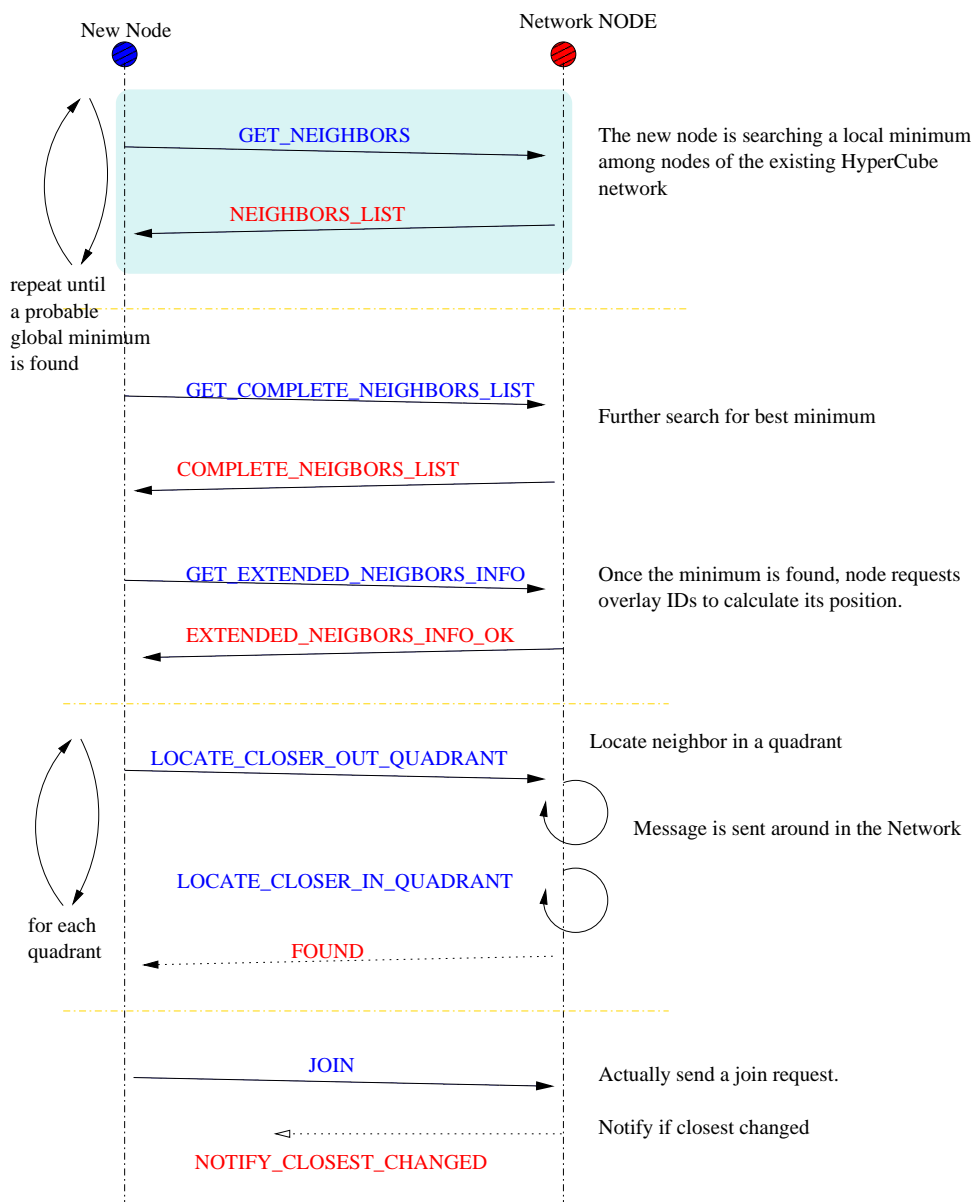 New Node
Network NODE
GET_NEIGHBORS
The new node is searching a local minimum
among nodes of the existing HyperCube
network
NEIGHBORS_LIST
repeat until
a probable
global minimum
is found
GET_COMPLETE_NEIGHBORS_LIST
Further search for best minimum
COMPLETE_NEIGBORS_LIST
GET_EXTENDED_NEIGBORS_INFO
Once the minimum is found, node requests
overlay IDs to calculate its position.
EXTENDED_NEIGBORS_INFO_OK
Locate neighbor in a quadrant
LOCATE_CLOSER_OUT_QUADRANT
Message is sent around in the Network
LOCATE_CLOSER_IN_QUADRANT
for each
quadrant
FOUND
JOIN
Actually send a join request.
Notify if closest changed
NOTIFY_CLOSEST_CHANGED